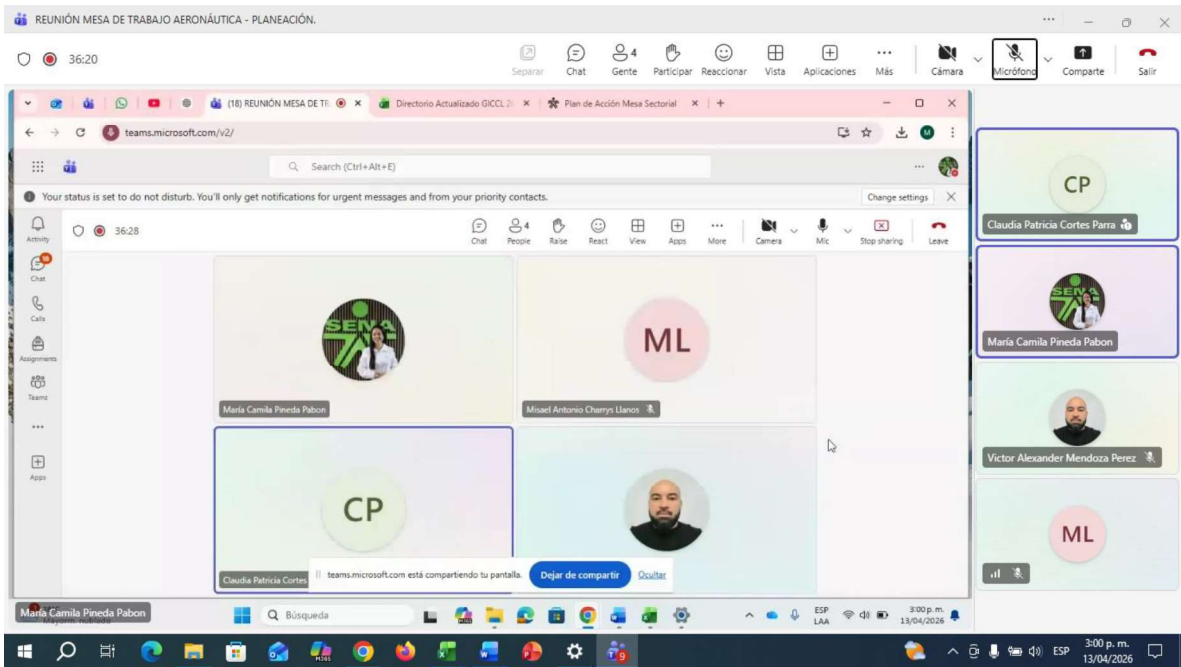 REUNIÓN MESA DE TRABAJO AERONÁUTICA - PLANEACIÓN.
36:20
Separar
Chat
4
Gente
Participar
Reaccionar
Vista
Aplicaciones
Más
Cámara
Micrófono
Comparte
Salir
(18) REUNIÓN MESA DE TR
Directorio Actualizado GICCL 2
Plan de Acción Mesa Sectorial
teams.microsoft.com/v2/
M
Search (Ctrl+Alt+E)
Your status is set to do not disturb. You'll only get notifications for urgent messages and from your priority contacts.
Change settings
Activity
Chat
Calls
Assignments
Teams
Apps
36:28
Chat
4
People
Raise
React
View
Apps
More
Camera
Mic
Stop sharing
Leave
SENA
María Camila Pineda Pabon
ML
Misael Antonio Charrys Llanos
CP
Claudia Patricia Cortes
teams.microsoft.com está compartiendo tu pantalla.
Dejar de compartir
Ocultar
CP
Claudia Patricia Cortes Parra
SENA
María Camila Pineda Pabon
Victor Alexander Mendoza Perez
ML
María Camila Pineda Pabon
Búsqueda
ESP
LAA
3:00 p. m.
13/04/2026
M365
9
ESP
3:00 p. m.
13/04/2026